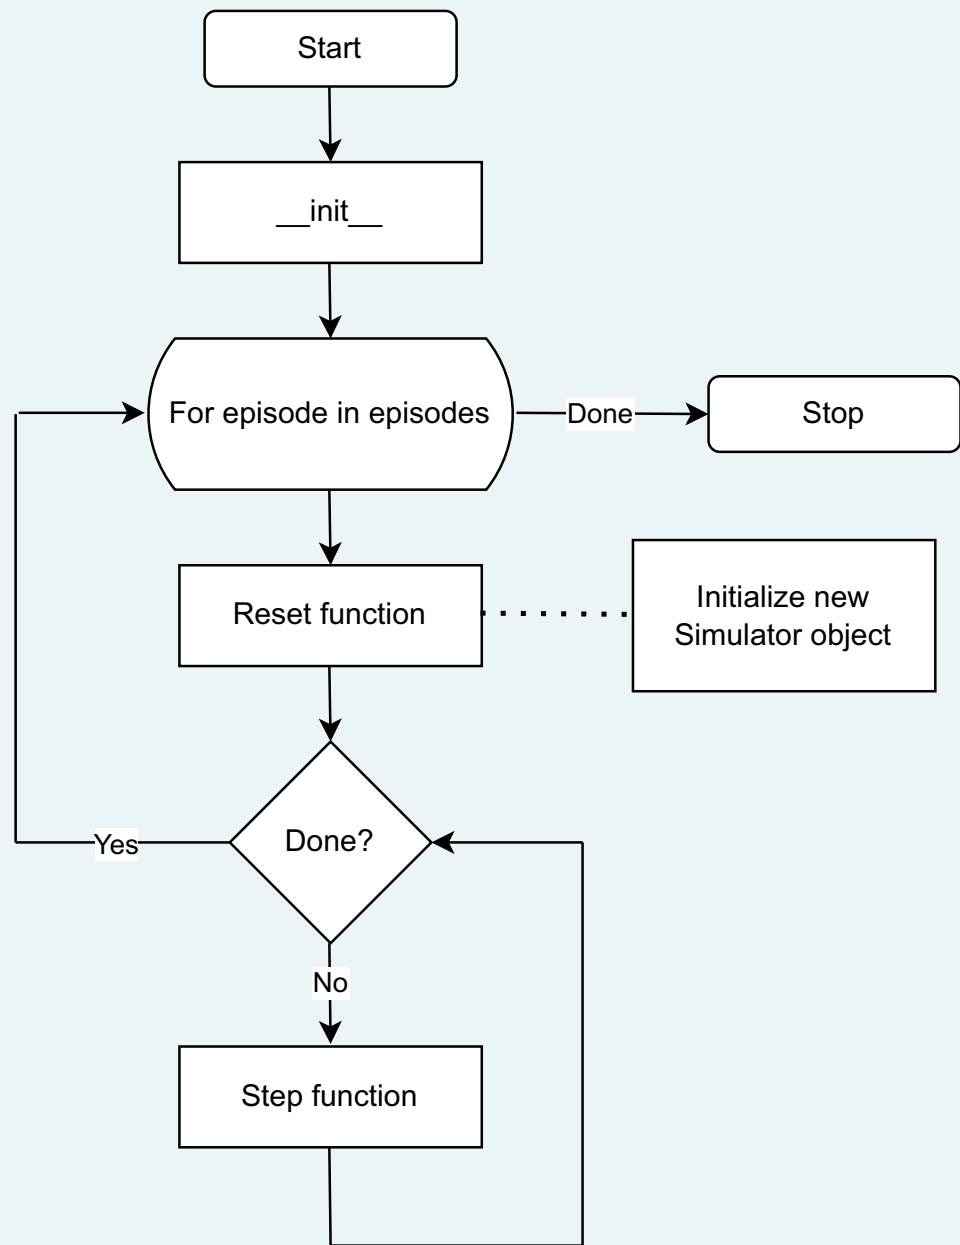 Start
__init__
For episode in episodes
Done
Stop
Reset function
Initialize new
Simulator object
Done?
Yes
No
Step function